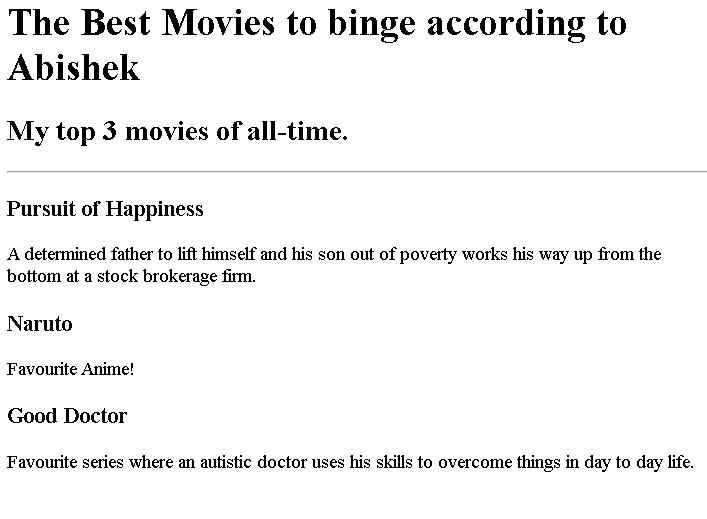 The Best Movies to binge according to
Abishek
My top 3 movies of all-time.
Pursuit of Happiness
A determined father to lift himself and his son out of poverty works his way up from the
bottom at a stock brokerage firm.
Naruto
Favourite Anime!
Good Doctor
Favourite series where an autistic doctor uses his skills to overcome things in day to day life.